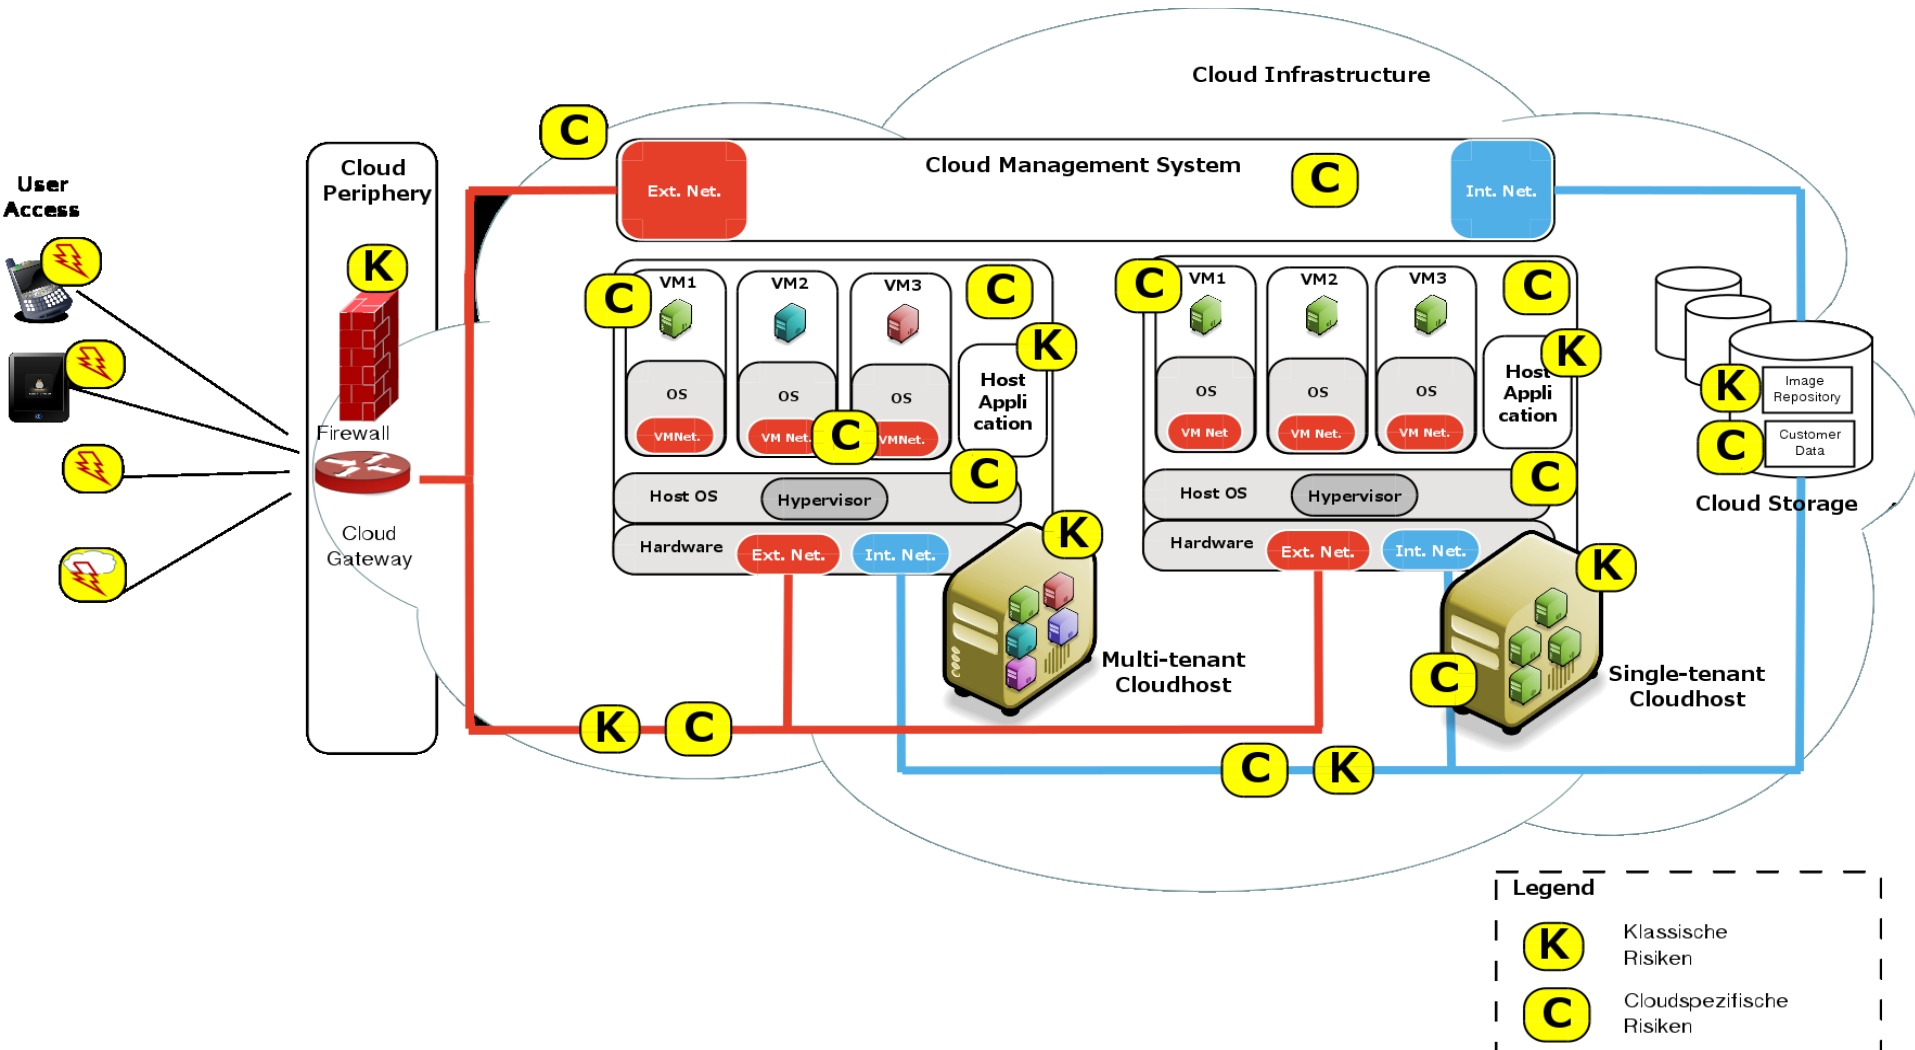 Cloud Infrastructure
C
Cloud
Periphery
User
Access
Ext. Net.
Cloud Management System
C
Int. Net.
K
C
VM1
VM2
VM3
C
K
OS
OS
OS
VMNet.
VM Net.
C
VMNet.
Host
Appli
cation
C
Host OS
Hypervisor
Hardware
Ext. Net.
Int. Net.
K
Multi-tenant
Cloudhost
C
VM1
VM2
VM3
C
K
OS
OS
OS
VM Net
VM Net.
VM Net.
Host
Appli
cation
C
Host OS
Hypervisor
Hardware
Ext. Net.
Int. Net.
K
C
Single-tenant
Cloudhost
K
Image
Repository
C
Customer
Data
Cloud Storage
Firewall
Cloud
Gateway
K
C
C
K
Legend
K
Klassische
Risiken
C
Cloudspezifische
Risiken